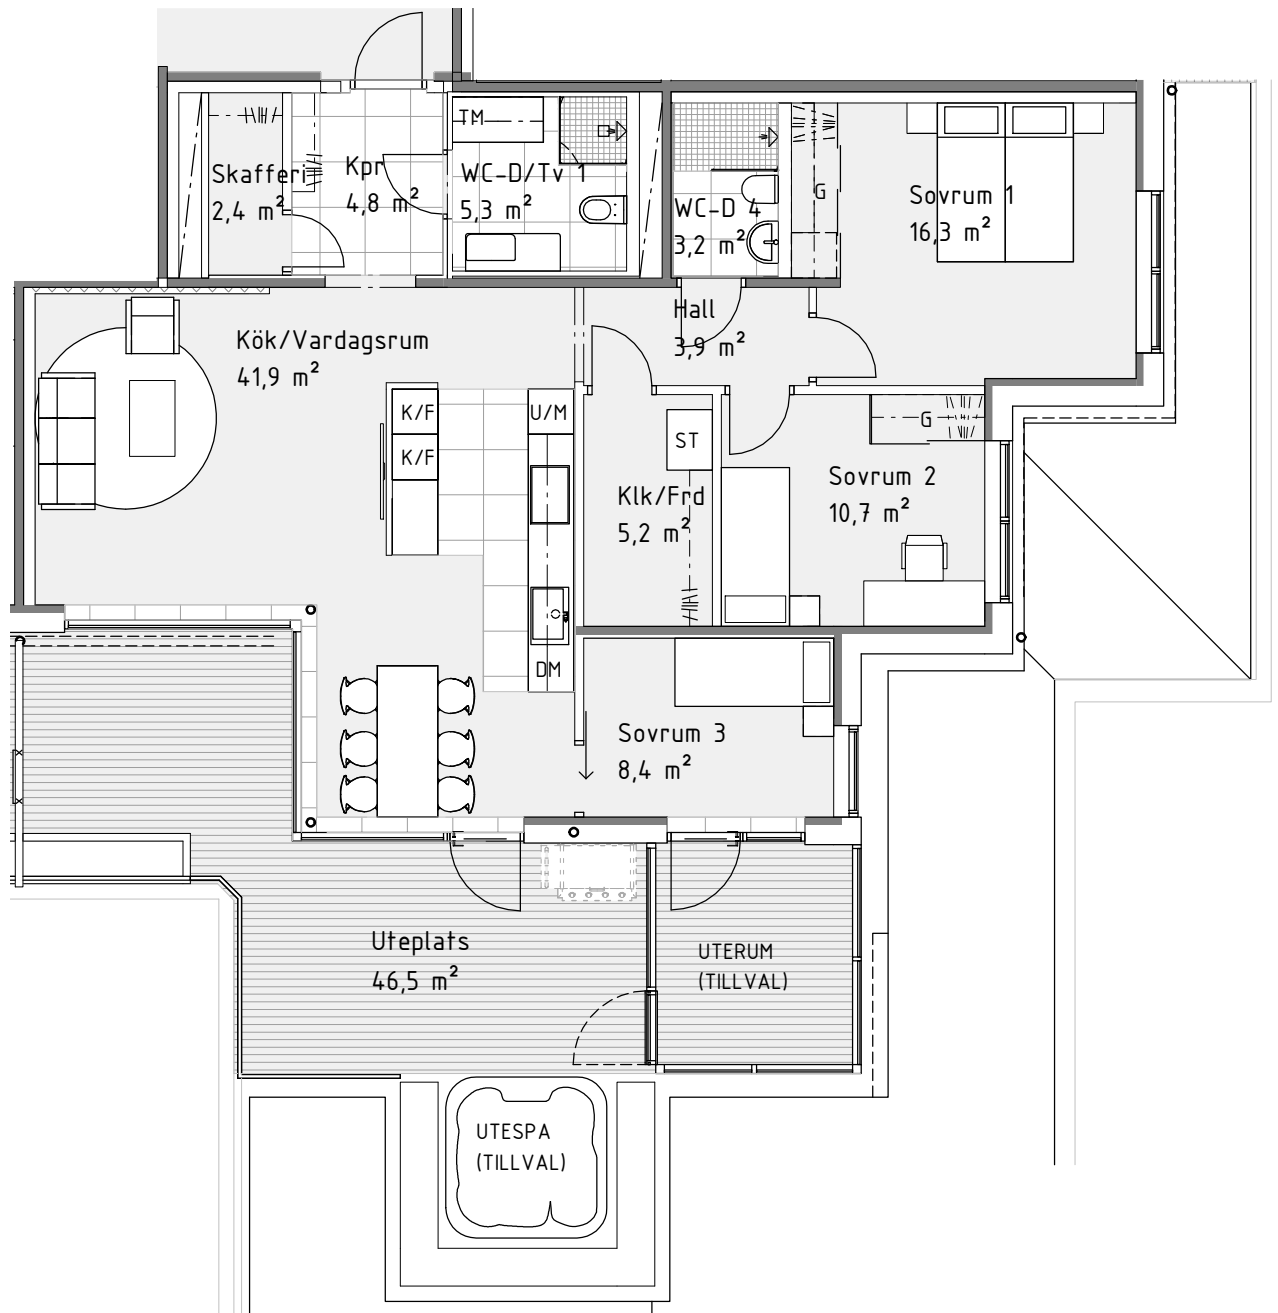 TM
Skafferi
2,4 m²
Kpr
4,8 m²
WC-D/Tv 1
5,3 m²
WC-D 4
3,2 m²
G
Sovrum 1
16,3 m²
Hall
3,9 m²
Kök/Vardagsrum
41,9 m²
K/F
U/M
K/F
ST
G
Klk/Frd
5,2 m²
Sovrum 2
10,7 m²
DM
Sovrum 3
8,4 m²
Uteplats
46,5 m²
UTERUM
(TILLVAL)
UTESPA
(TILLVAL)